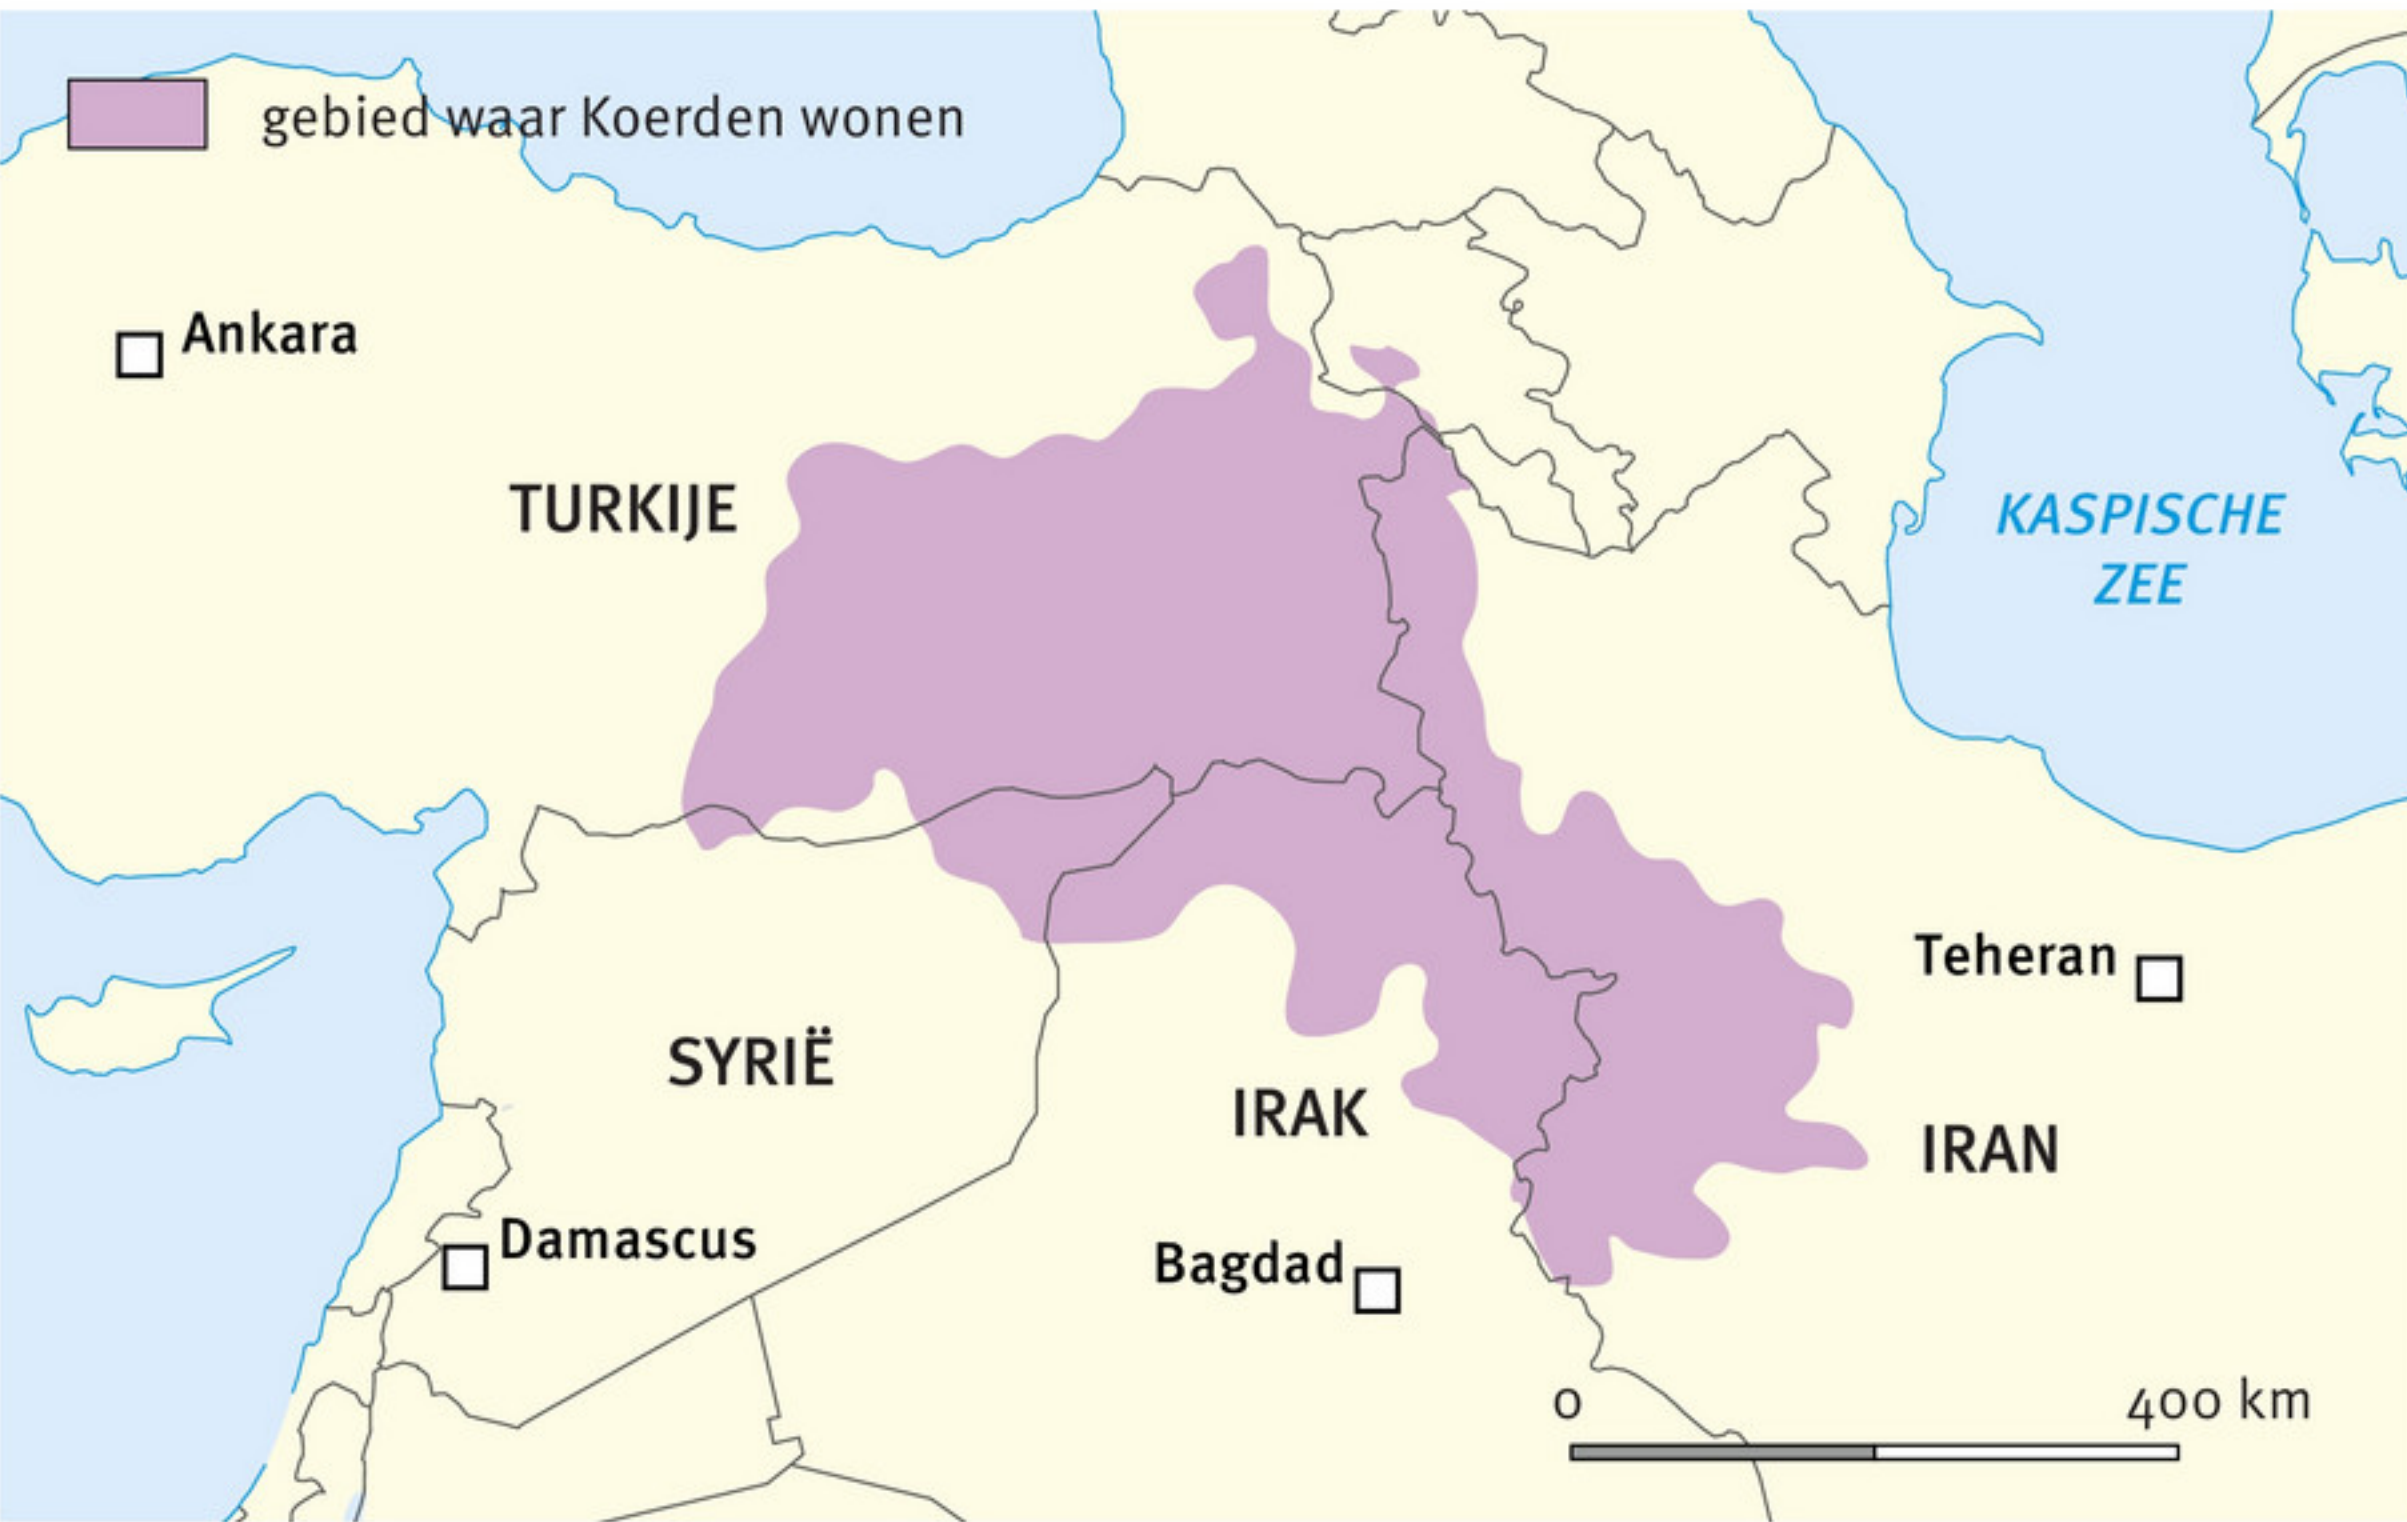 gebied waar Koerden wonen
Ankara
TURKIJE
KASPISCHE
ZEE
Teheran
SYRIË
IRAK
IRAN
Damascus
Bagdad
0
400 km